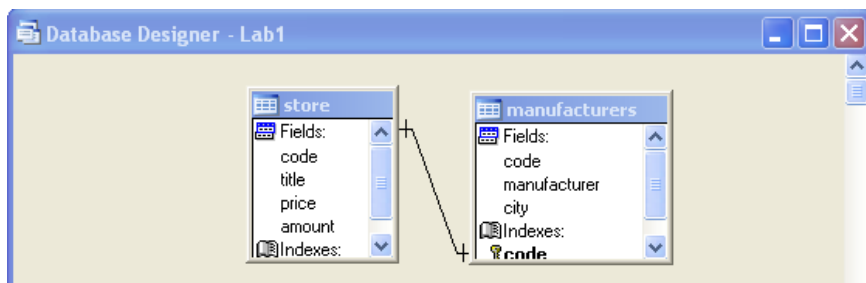 Database Designer - Lab1
store
Fields:
code
title
price
amount
Indexes:
manufacturers
Fields:
code
manufacturer
city
Indexes:
code